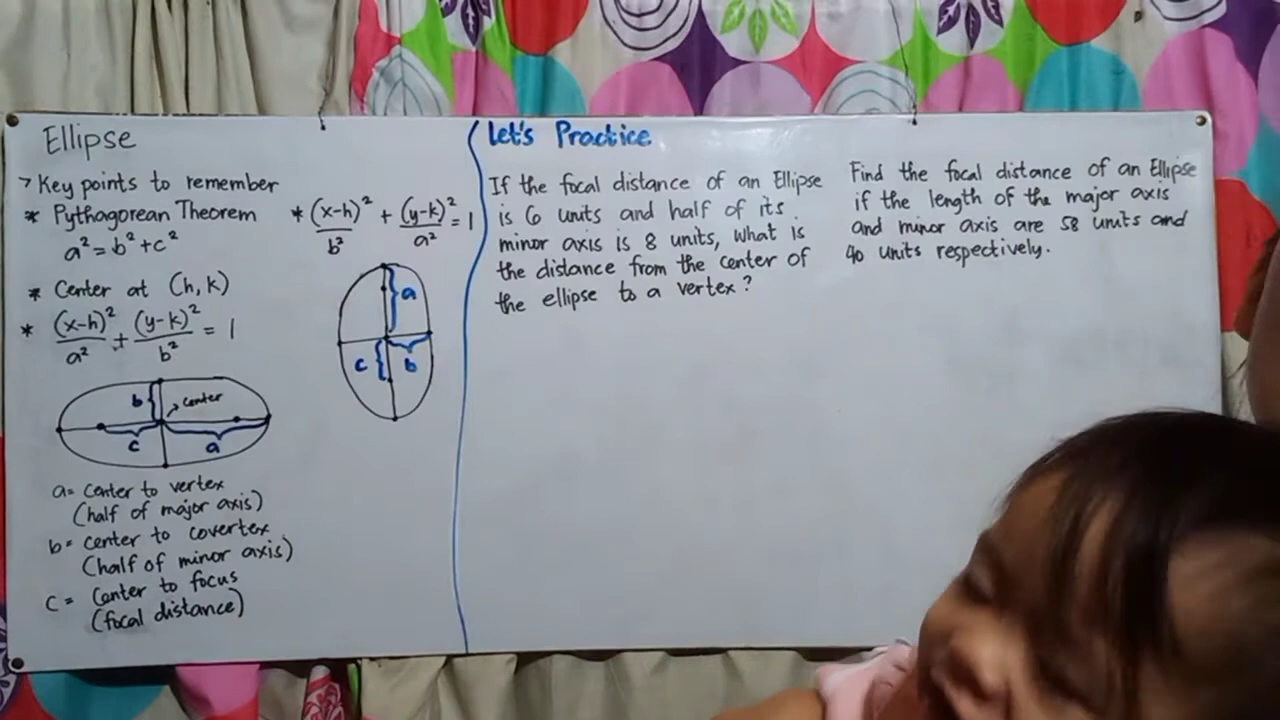 Ellipse
> Key points to remember
* Pythagorean Theorem
a² = b² + c²
* Center at (h, k)
* (x-h)²/a² + (y-k)²/b² = 1
b
center
c
a
a = center to vertex
(half of major axis)
b = center to covertex
(half of minor axis)
c = center to focus
(focal distance)
* (x-h)²/b² + (y-k)²/a² = 1
a
c
b
Let's Practice
If the focal distance of an Ellipse
is 6 units and half of its
minor axis is 8 units, what is
the distance from the center of
the ellipse to a vertex?
Find the focal distance of an Ellipse
if the length of the major axis
and minor axis are 58 units and
40 units respectively.